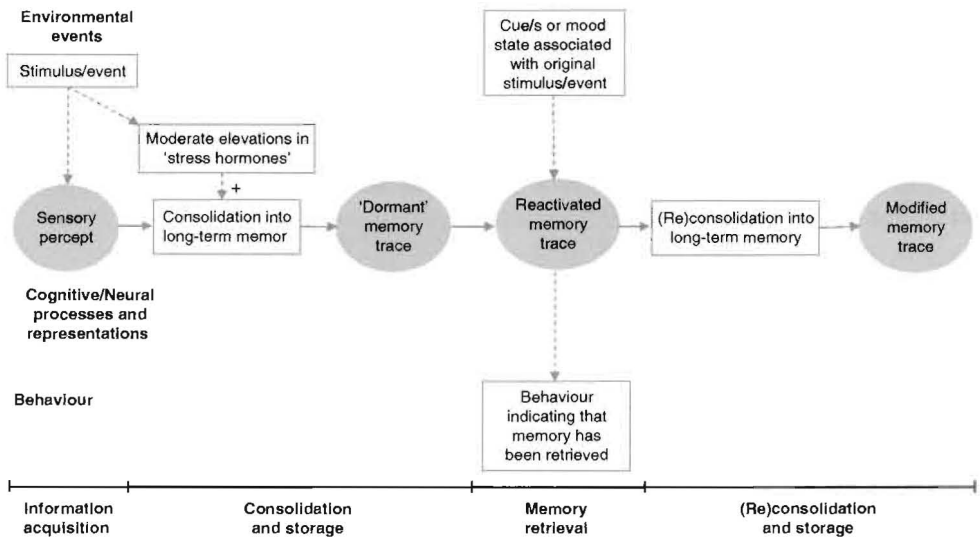 Environmental
events
Stimulus/event
Cue/s or mood
state associated
with original
stimulus/event
Moderate elevations in
'stress hormones'
+
Sensory
percept
Consolidation into
long-term memor
'Dormant'
memory
trace
Reactivated
memory
trace
(Re)consolidation into
long-term memory
Modified
memory
trace
Cognitive/Neural
processes and
representations
Behaviour
Behaviour
indicating that
memory has
been retrieved
Information
acquisition
Consolidation
and storage
Memory
retrieval
(Re)consolidation
and storage